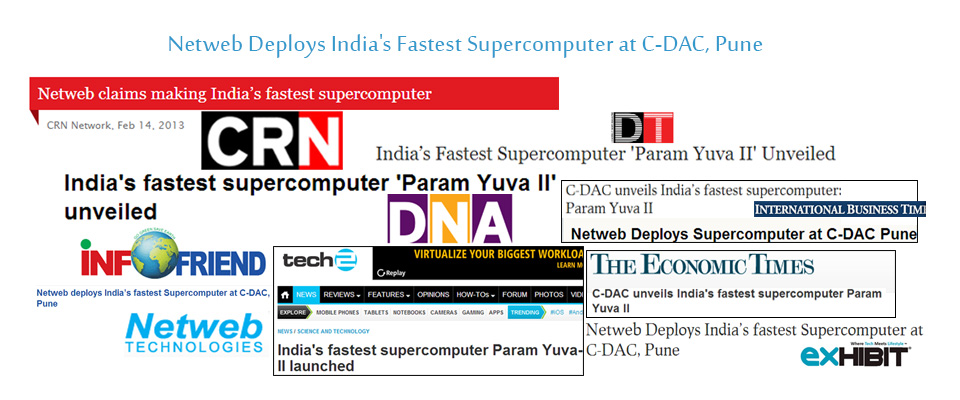 Netweb Deploys India's Fastest Supercomputer at C-DAC, Pune
Netweb claims making India's fastest supercomputer
CRN Network, Feb 14, 2013
CRN
DT
India's Fastest Supercomputer 'Param Yuva II' Unveiled
India's fastest supercomputer 'Param Yuva II'
unveiled
DNA
C-DAC unveils India's fastest supercomputer:
Param Yuva II
INTERNATIONAL BUSINESS TIM
Netweb Deploys Supercomputer at C-DAC Pune
INFOFRIEND
Netweb deploys India's fastest Supercomputer at C-DAC,
Pune
Netweb
TECHNOLOGIES
tech2
VIRTUALIZE YOUR BIGGEST WORKLOA
LEARN M
Replay
NEWS REVIEWS FEATURES OPINIONS HOW-TOs FORUM PHOTOS VID
EXPLORE MOBILE PHONES TABLETS NOTEBOOKS CAMERAS GAMING APPS TRENDING #iOS #And
NEWS / SCIENCE AND TECHNOLOGY
India's fastest supercomputer Param Yuva-
II launched
THE ECONOMIC TIMES
C-DAC unveils India's fastest supercomputer Param
Yuva II
Netweb Deploys India's fastest Supercomputer at
C-DAC, Pune
Where Tech Meets Lifestyle
exHIBIT